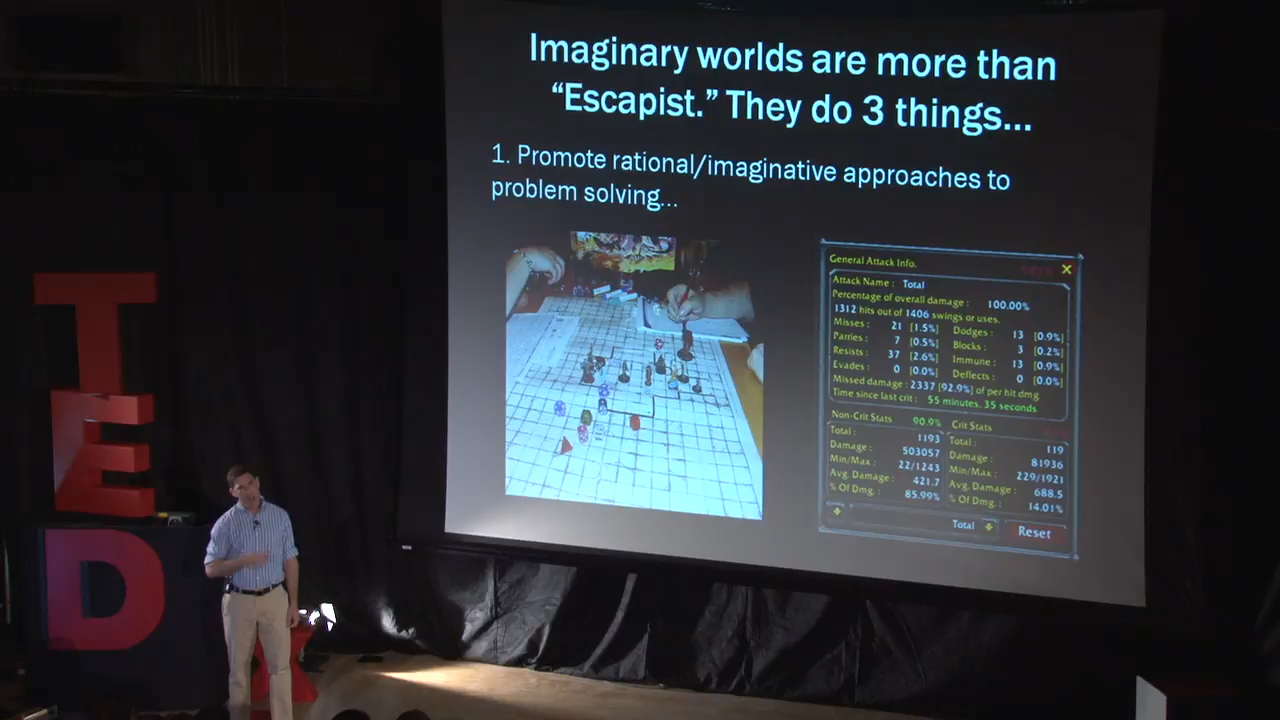 Imaginary worlds are more than
“Escapist.” They do 3 things...
1. Promote rational/imaginative approaches to
problem solving...
General Attack Info.
Attack Name : Total
Percentage of overall damage : 100.00%
1312 hits out of 1406 swings or uses.
Misses : 21 [1.5%] Dodges : 13 [0.9%]
Parries : 7 [0.5%] Blocks : 3 [0.2%]
Resists : 37 [2.6%] Immune : 13 [0.9%]
Evades : 0 [0.0%] Deflects : 0 [0.0%]
Missed damage : 2337 [92.9%] of per hit dmg
Time since last crit : 55 minutes, 35 seconds
Non-Crit Stats 90.9% Crit Stats
Total : 1193 Total : 119
Damage : 503057 Damage : 81936
Min/Max : 22/1243 Min/Max : 229/1921
Avg. Damage : 421.7 Avg. Damage : 688.5
% Of Dmg. : 85.99% % Of Dmg. : 14.01%
Total Reset
TED